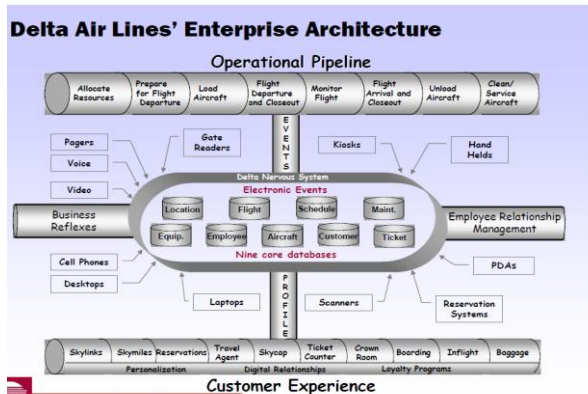 Delta Air Lines' Enterprise Architecture
Operational Pipeline
Allocate
Resources
Prepare
for Flight
Departure
Load
Aircraft
Flight
Departure
and Closeout
Monitor
Flight
Flight
Arrival and
Closeout
Unload
Aircraft
Clean/
Service
Aircraft
EVENTS
Pagers
Voice
Video
Gate
Readers
Kiosks
Hand
Helds
Delta Nervous System
Electronic Events
Location
Flight
Schedule
Maint.
Business
Reflexes
Employee Relationship
Management
Equip.
Employee
Aircraft
Customer
Ticket
Nine core databases
Cell Phones
Desktops
Laptops
PROFILE
Scanners
PDAs
Reservation
Systems
Skylinks
Skymiles
Reservations
Travel
Agent
Skycap
Ticket
Counter
Crown
Room
Boarding
Inflight
Baggage
Personalization
Digital Relationships
Loyalty Programs
Customer Experience